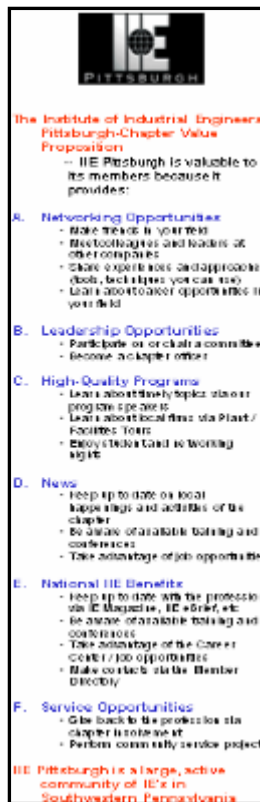 IIE
PITTSBURGH
The Institute of Industrial Engineers
Pittsburgh-Chapter Value
Proposition
-- IIE Pittsburgh is valuable to
its members because it
provides:
A. Networking Opportunities
- Make friends in your field
- Meet colleagues and leaders at
other companies
- Share experiences and approaches
(tools, techniques you can use)
- Learn about career opportunities in
your field
B. Leadership Opportunities
- Participate on or chair a committee
- Become a chapter officer
C. High-Quality Programs
- Learn about timely topics via our
program speakers
- Learn about local firms via Plant /
Facilities Tours
- Enjoy student and networking
nights
D. News
- Keep up to date on local
happenings and activities of the
chapter
- Be aware of available training and
conferences
- Take advantage of job opportunities
E. National IIE Benefits
- Keep up to date with the profession
via IE Magazine, IIE eBrief, etc
- Be aware of available training and
conferences
- Take advantage of the Career
Center / job opportunities
- Make contacts via the Member
Directory
F. Service Opportunities
- Give back to the profession via
chapter involvement
- Perform community service project
IIE Pittsburgh is a large, active
community of IE's in
Southwestern Pennsylvania